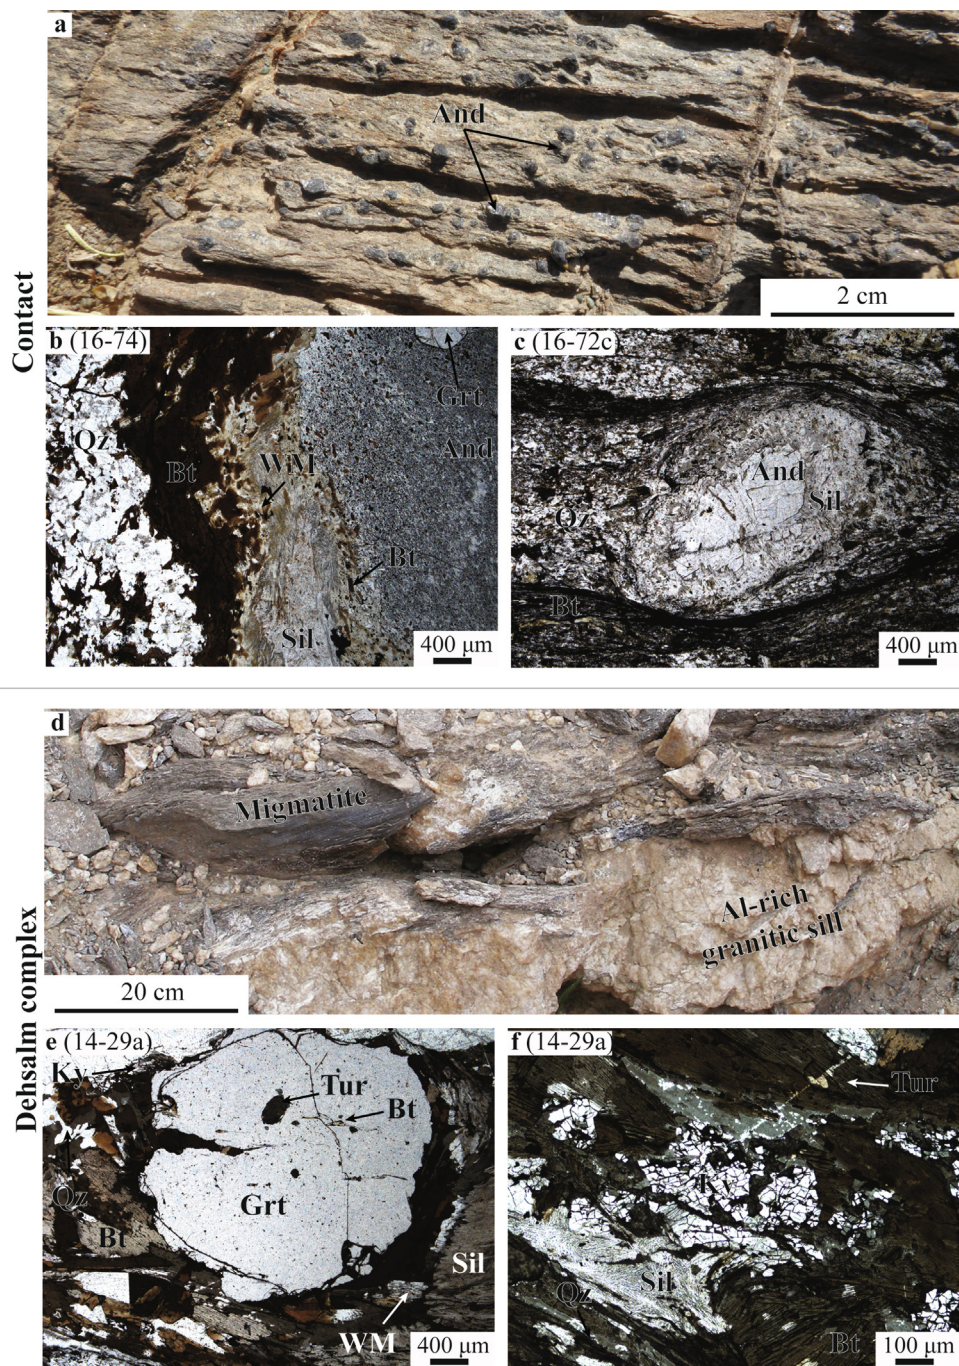 Contact
a
And
2 cm
b (16-74)
Grt
Qz
And
Bt
WM
Bt
Sil
400 µm
c (16-72c)
And
Sil
Qz
Bt
400 µm
Dehsalm complex
d
Migmatite
Al-rich
granitic sill
20 cm
e (14-29a)
Ky
Tur
Bt
Qz
Grt
Bt
Sil
WM
400 µm
f (14-29a)
Tur
Sil
Qz
Bt
100 µm